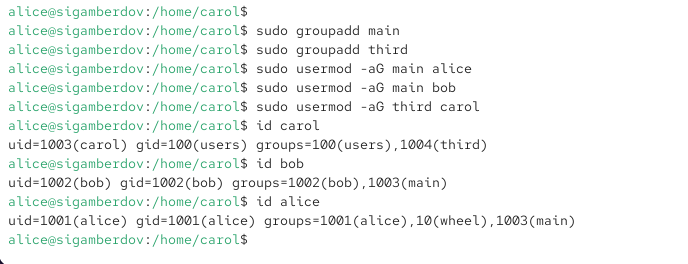 alice@sigamberdov:/home/carol$
alice@sigamberdov:/home/carol$ sudo groupadd main
alice@sigamberdov:/home/carol$ sudo groupadd third
alice@sigamberdov:/home/carol$ sudo usermod -aG main alice
alice@sigamberdov:/home/carol$ sudo usermod -aG main bob
alice@sigamberdov:/home/carol$ sudo usermod -aG third carol
alice@sigamberdov:/home/carol$ id carol
uid=1003(carol) gid=100(users) groups=100(users),1004(third)
alice@sigamberdov:/home/carol$ id bob
uid=1002(bob) gid=1002(bob) groups=1002(bob),1003(main)
alice@sigamberdov:/home/carol$ id alice
uid=1001(alice) gid=1001(alice) groups=1001(alice),10(wheel),1003(main)
alice@sigamberdov:/home/carol$